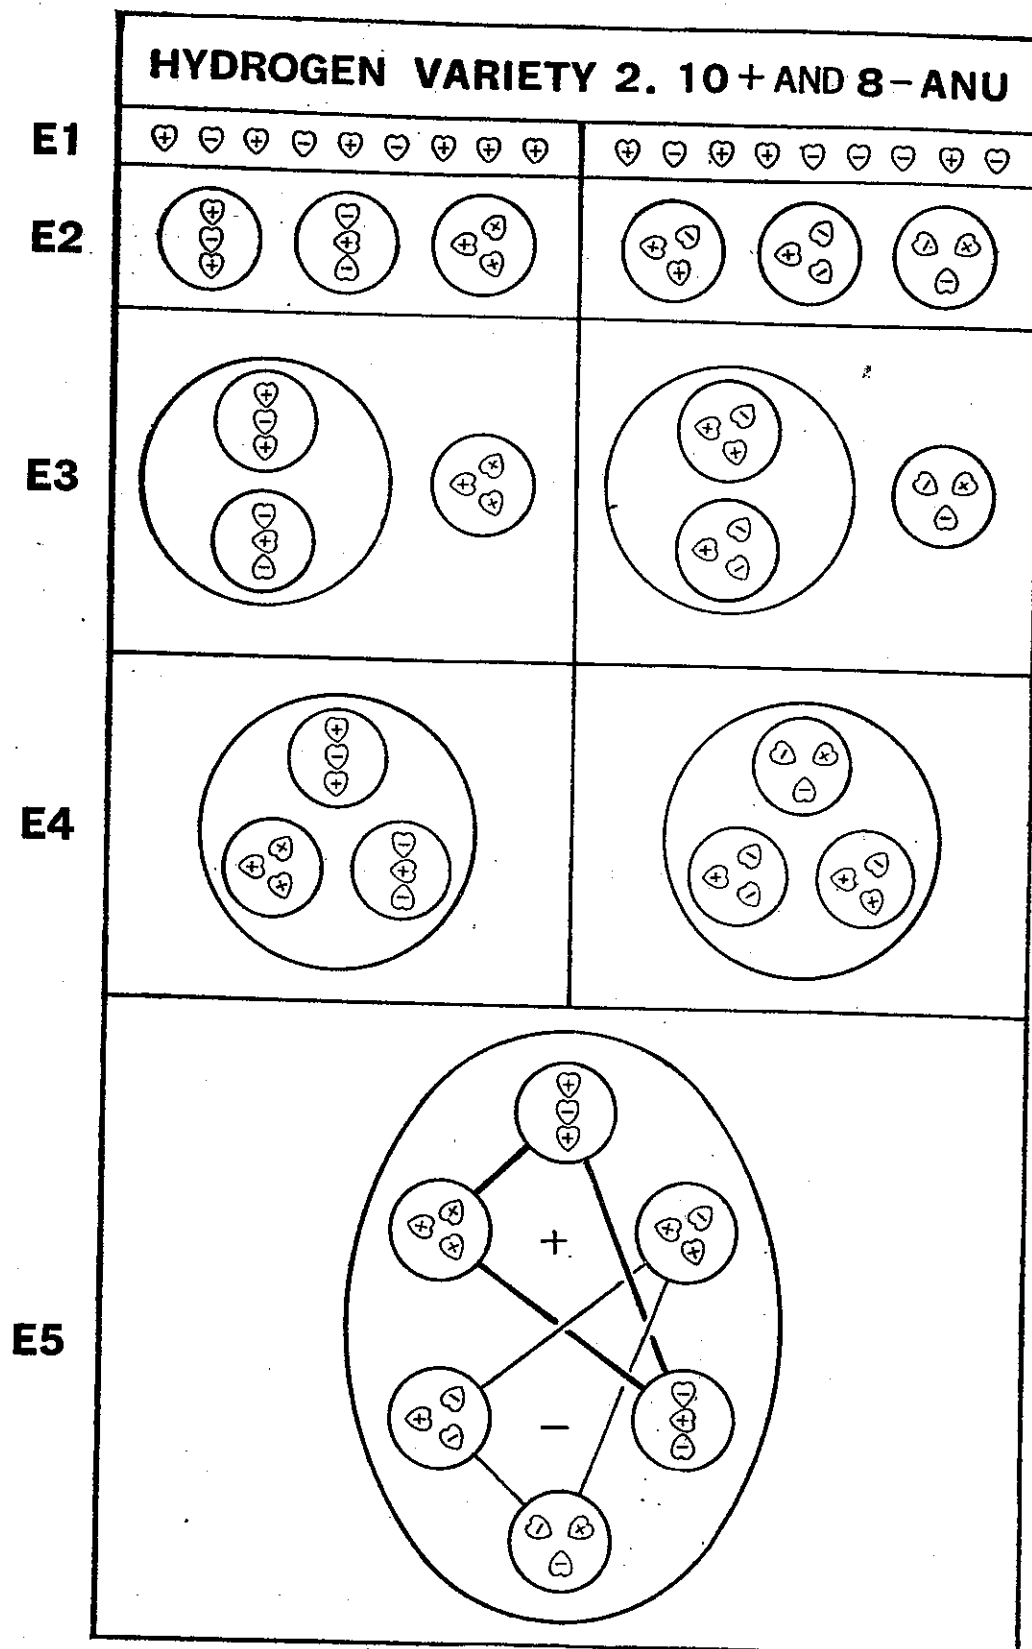 HYDROGEN VARIETY 2. 10+ AND 8- ANU
E1
+ - + - + - + + + + - + + - - - + -
E2
E3
E4
E5
+
-